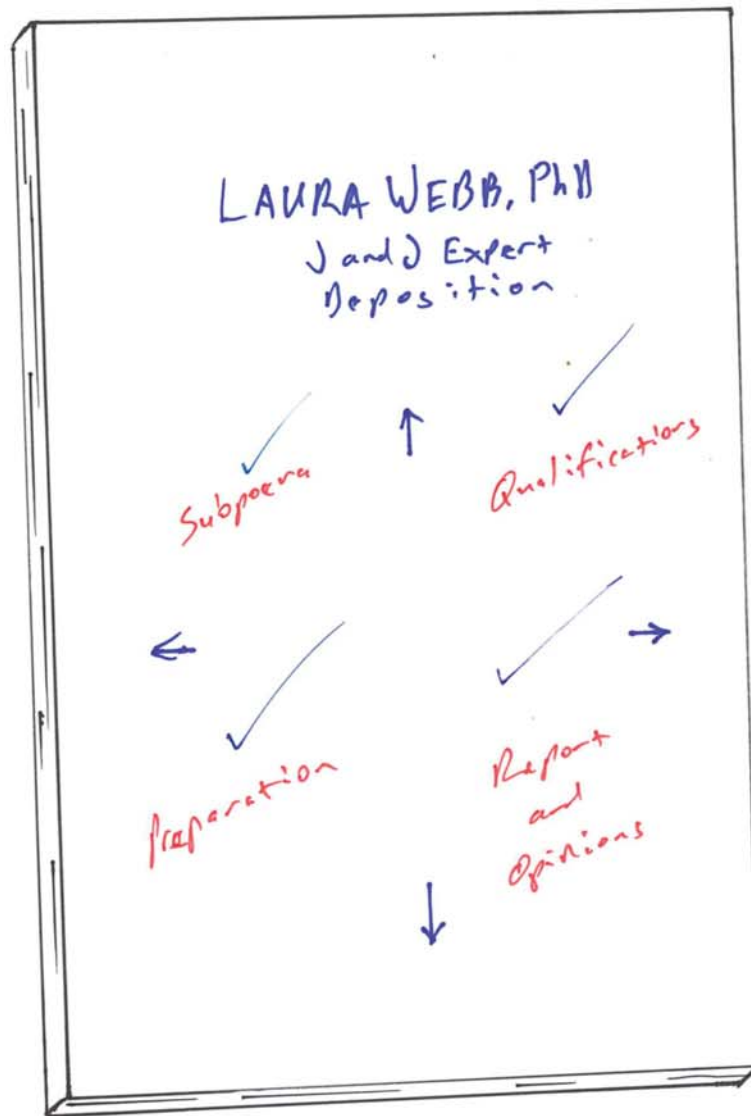 LAURA WEBB, PhD
J and J Expert
Deposition
Subpoena
Qualifications
Preparation
Report
and
Opinions